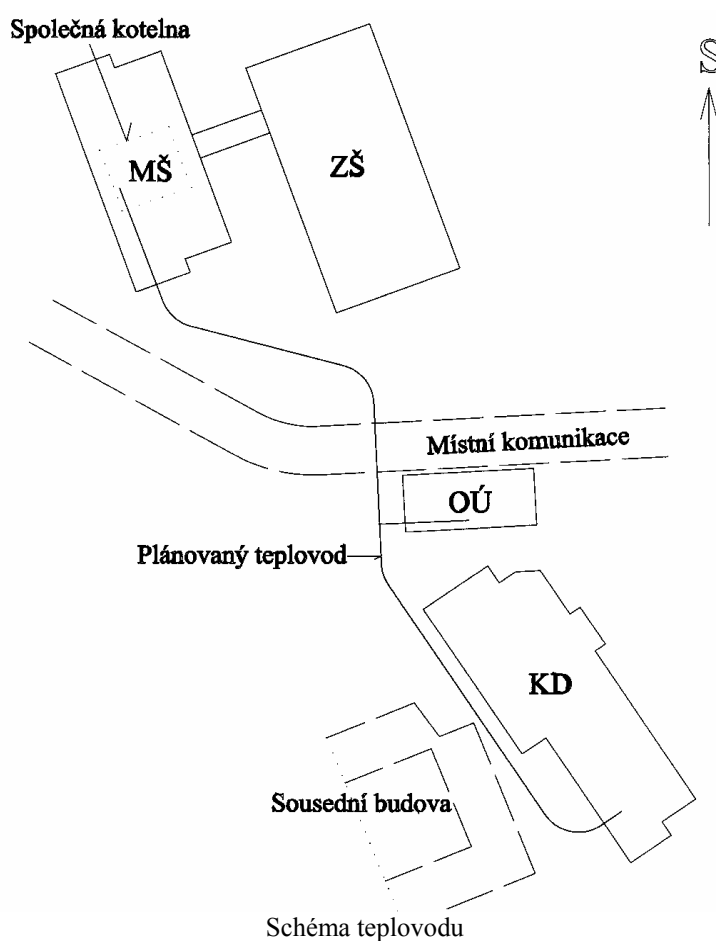 Společná kotelna
S
MŠ
ZŠ
Místní komunikace
OÚ
Plánovaný teplovod
KD
Sousední budova
Schéma teplovodu